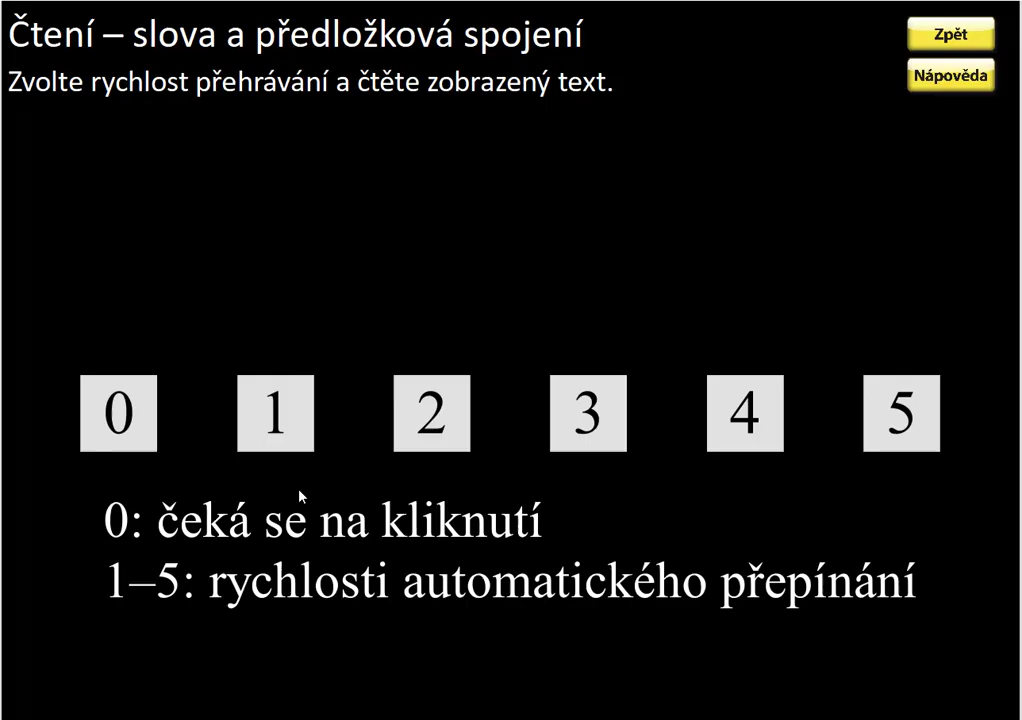 Čtení – slova a předložková spojení
Zpět
Zvolte rychlost přehrávání a čtěte zobrazený text.
Nápověda
0 1 2 3 4 5
0: čeká se na kliknutí
1–5: rychlosti automatického přepínání